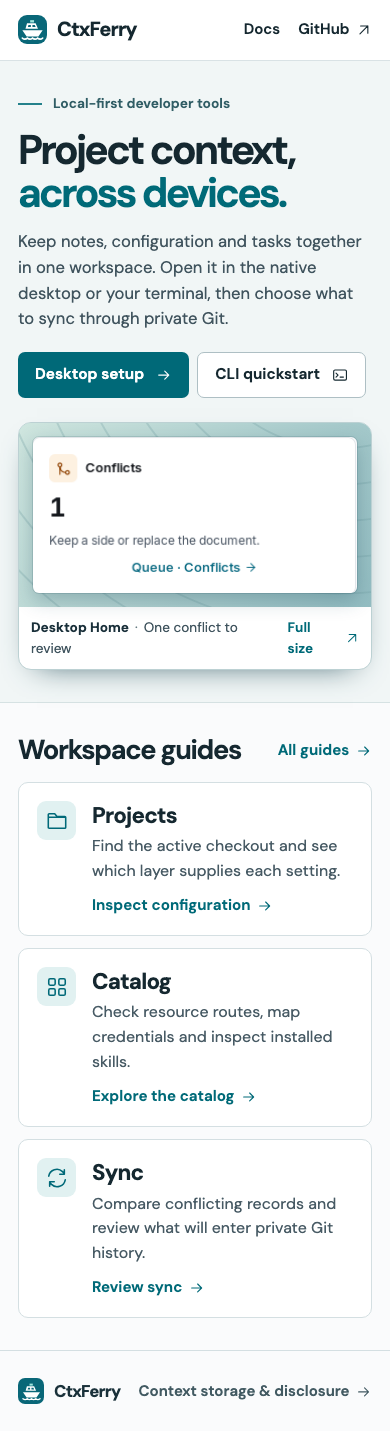 CtxFerry
Docs
GitHub
Local-first developer tools
Project context,
across devices.
Keep notes, configuration and tasks together
in one workspace. Open it in the native
desktop or your terminal, then choose what
to sync through private Git.
Desktop setup →
CLI quickstart
Conflicts
1
Keep a side or replace the document.
Queue · Conflicts →
Desktop Home · One conflict to
review
Full
size
Workspace guides
All guides →
Projects
Find the active checkout and see
which layer supplies each setting.
Inspect configuration →
Catalog
Check resource routes, map
credentials and inspect installed
skills.
Explore the catalog →
Sync
Compare conflicting records and
review what will enter private Git
history.
Review sync →
CtxFerry
Context storage & disclosure →